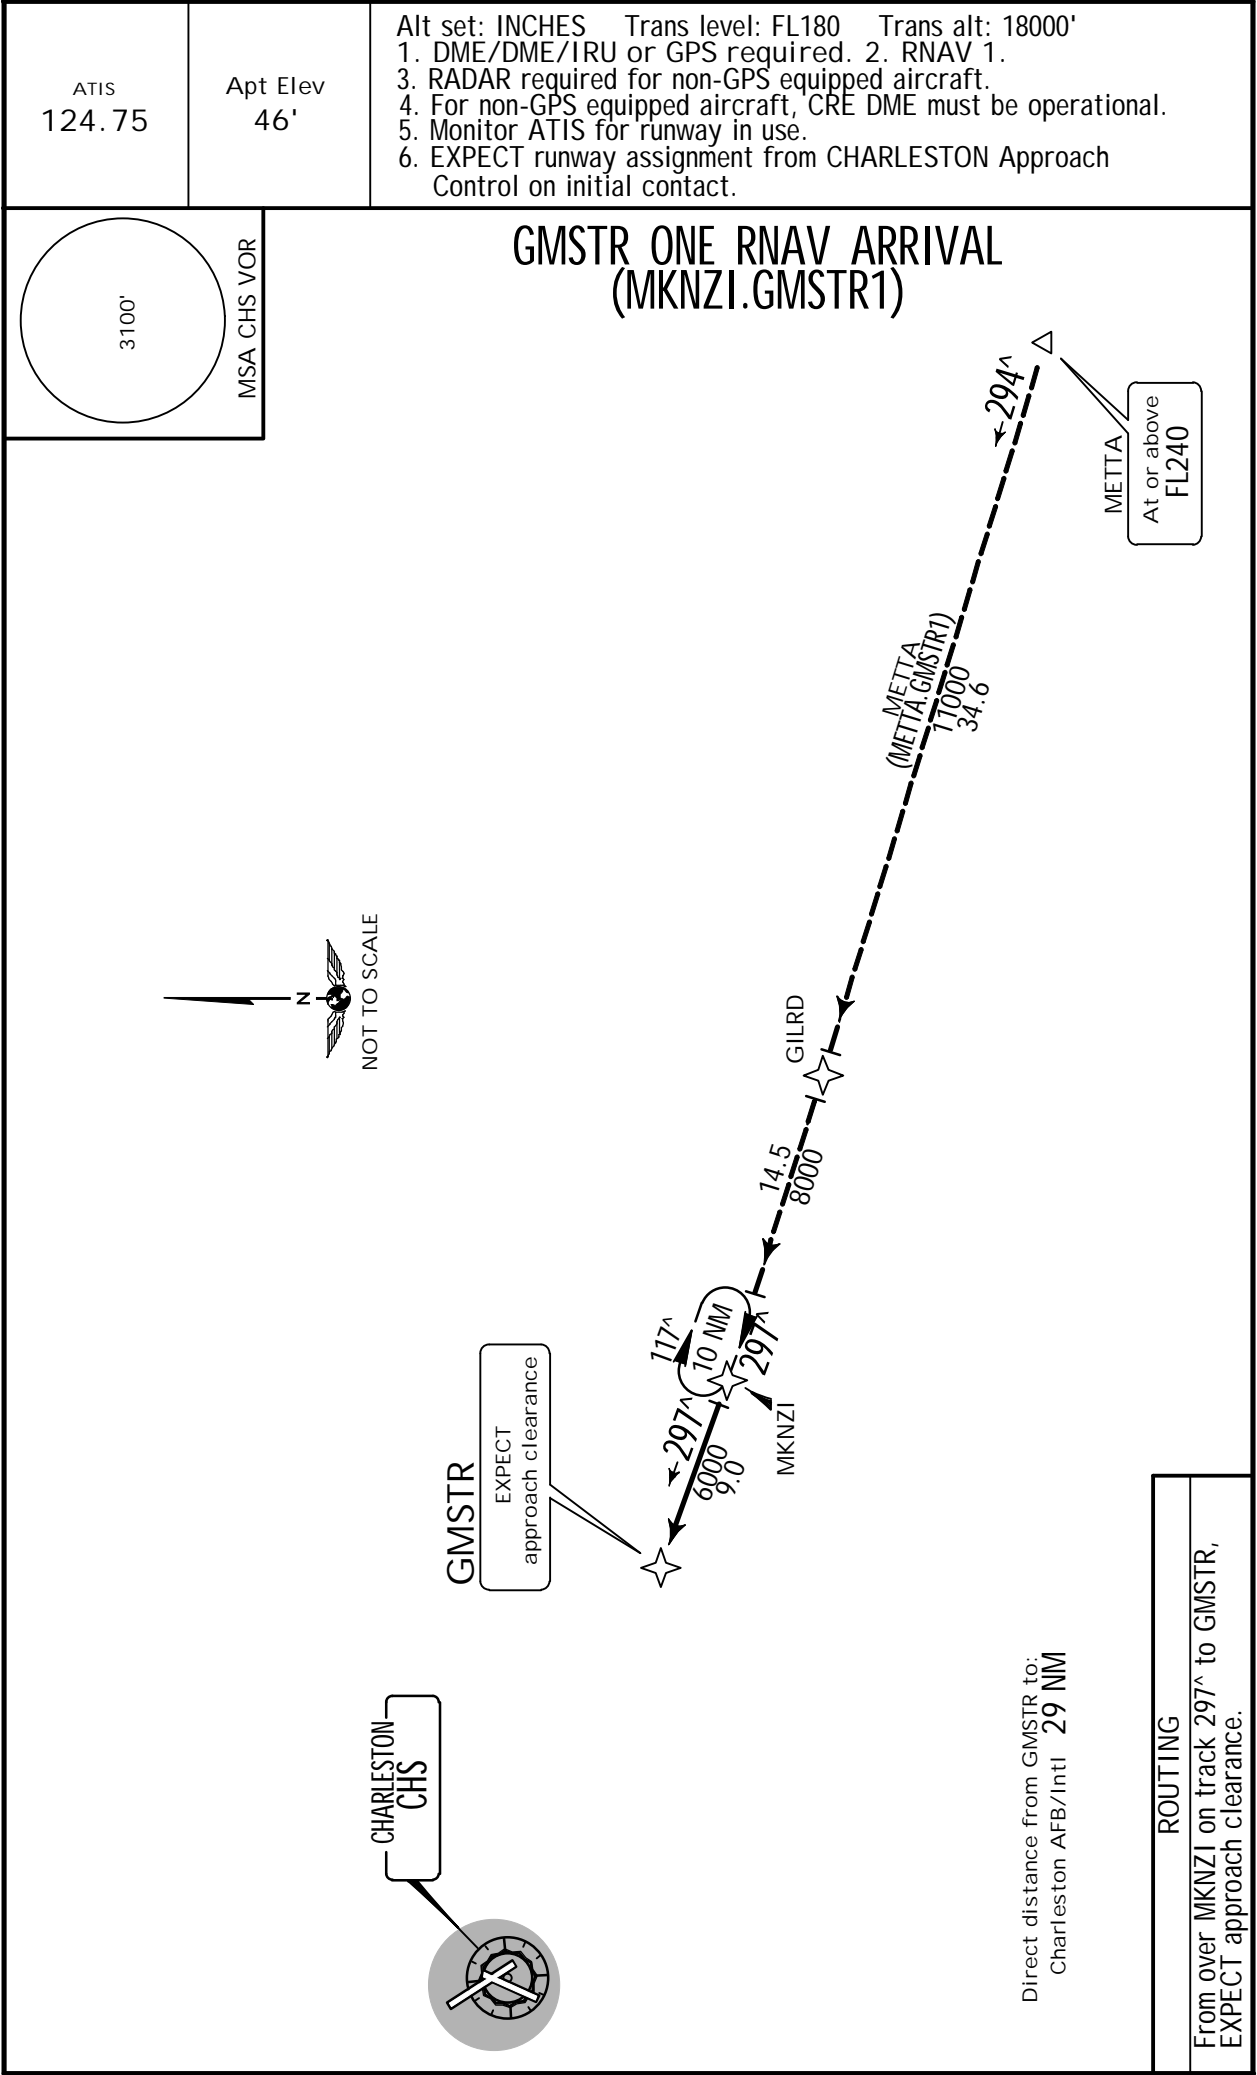 ATIS
124.75
Apt Elev
46'
Alt set: INCHES Trans level: FL180 Trans alt: 18000'
1. DME/DME/IRU or GPS required. 2. RNAV 1.
3. RADAR required for non-GPS equipped aircraft.
4. For non-GPS equipped aircraft, CRE DME must be operational.
5. Monitor ATIS for runway in use.
6. EXPECT runway assignment from CHARLESTON Approach
Control on initial contact.
3100'
MSA CHS VOR
GMSTR ONE RNAV ARRIVAL
(MKNZI.GMSTR1)
294^
METTA
At or above
FL240
METTA
(METTA.GMSTR1)
11000
34.6
N
NOT TO SCALE
GILRD
14.5
8000
117^
10 NM
297^
MKNZI
297^
6000
9.0
GMSTR
EXPECT
approach clearance
CHARLESTON
CHS
Direct distance from GMSTR to:
Charleston AFB/Intl 29 NM
ROUTING
From over MKNZI on track 297^ to GMSTR,
EXPECT approach clearance.